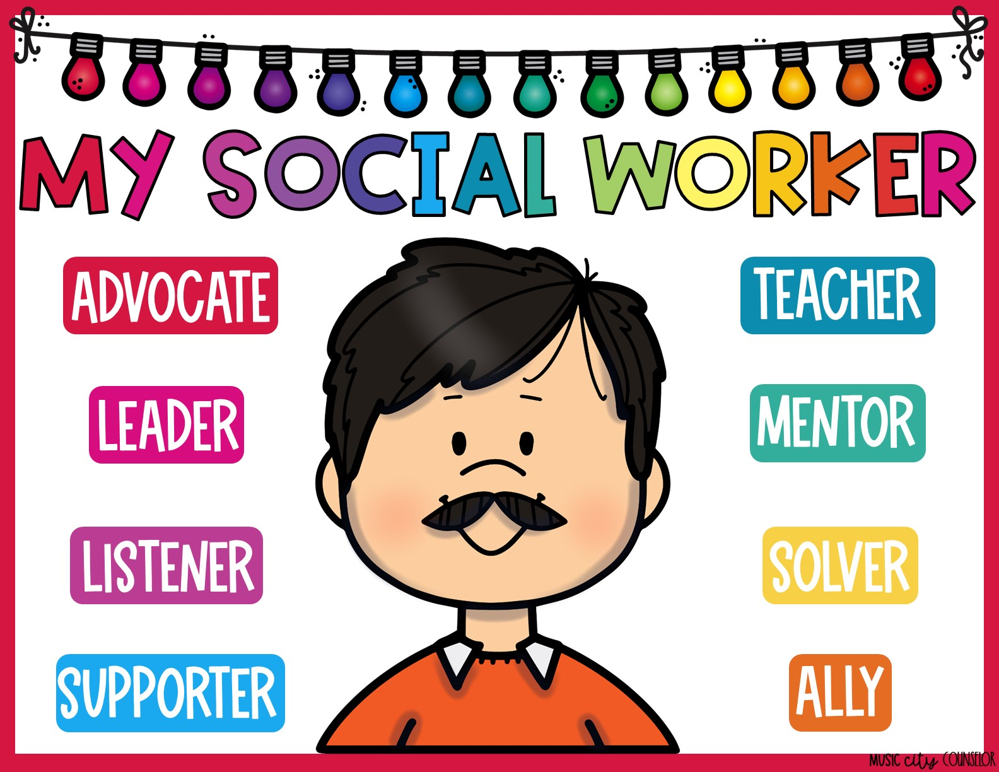 MY SOCIAL WORKER
ADVOCATE
TEACHER
LEADER
MENTOR
LISTENER
SOLVER
SUPPORTER
ALLY
MUSIC city COUNSELOR